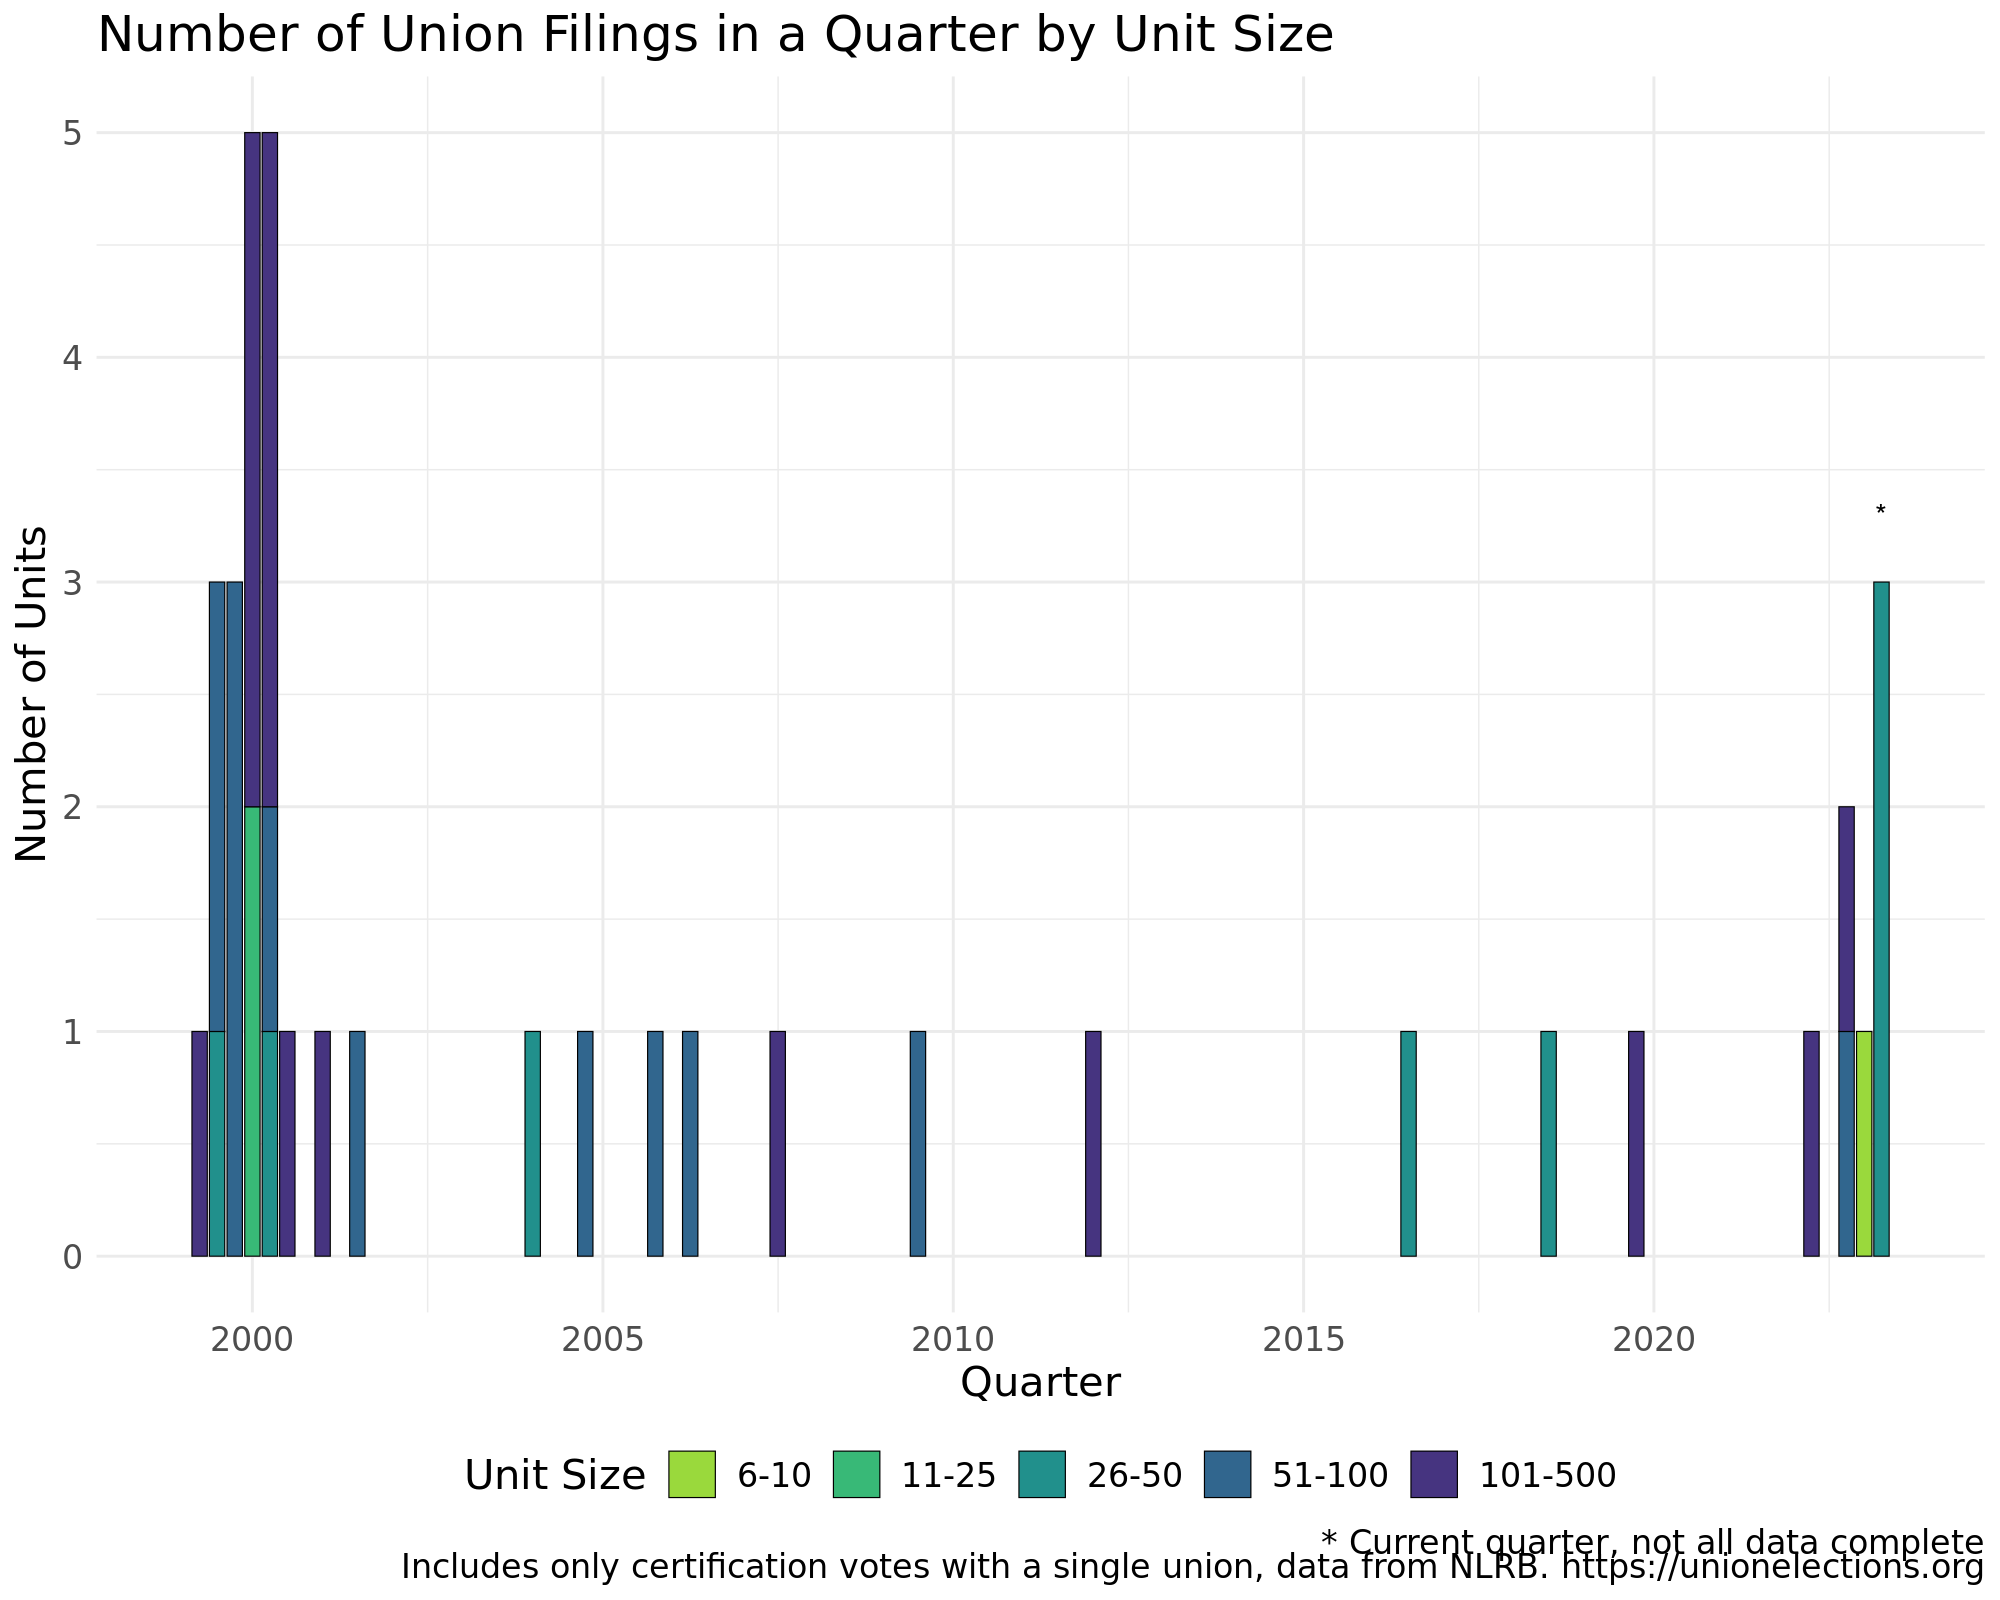 Number of Union Filings in a Quarter by Unit Size
Number of Units
5
4
3
2
1
0
*
2000 2005 2010 2015 2020
Quarter
Unit Size 6-10 11-25 26-50 51-100 101-500
* Current quarter, not all data complete
Includes only certification votes with a single union, data from NLRB. https://unionelections.org